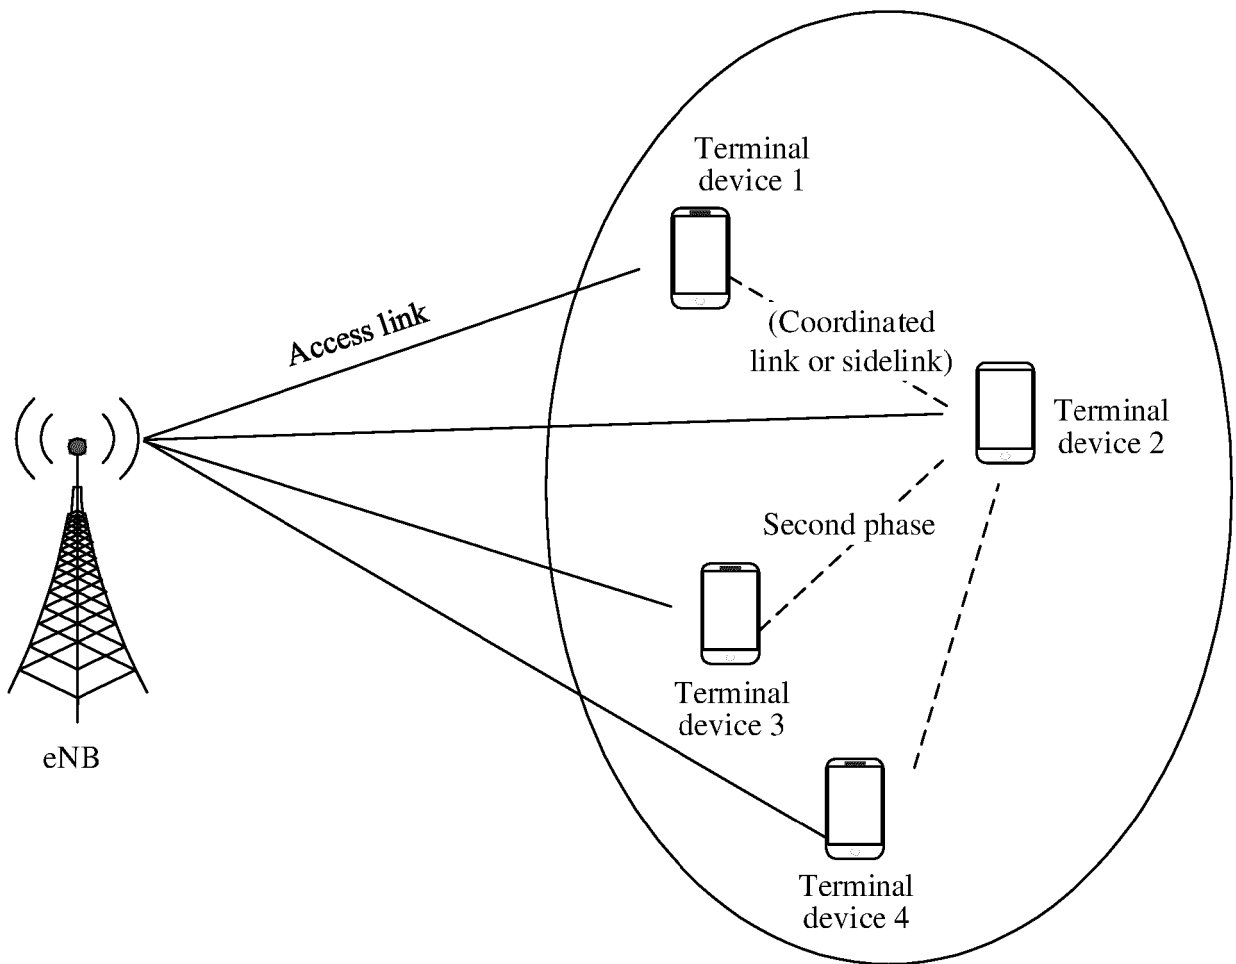 Terminal
device 1
Access link
(Coordinated
link or sidelink)
Terminal
device 2
Second phase
Terminal
device 3
eNB
Terminal
device 4